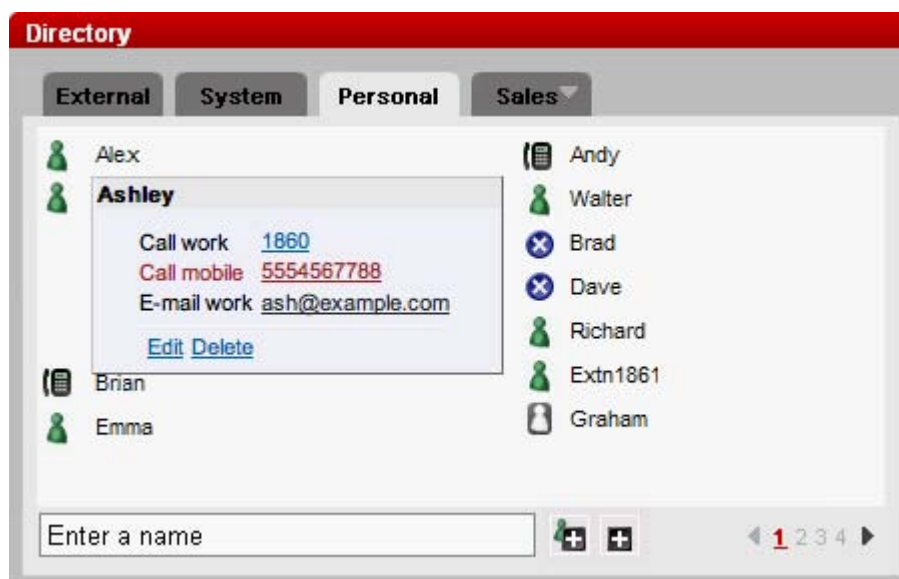 Directory
External System Personal Sales
Alex
Ashley
Call work 1860
Call mobile 5554567788
E-mail work ash@example.com
Edit Delete
Brian
Emma
Andy
Walter
Brad
Dave
Richard
Extn1861
Graham
Enter a name
1 2 3 4